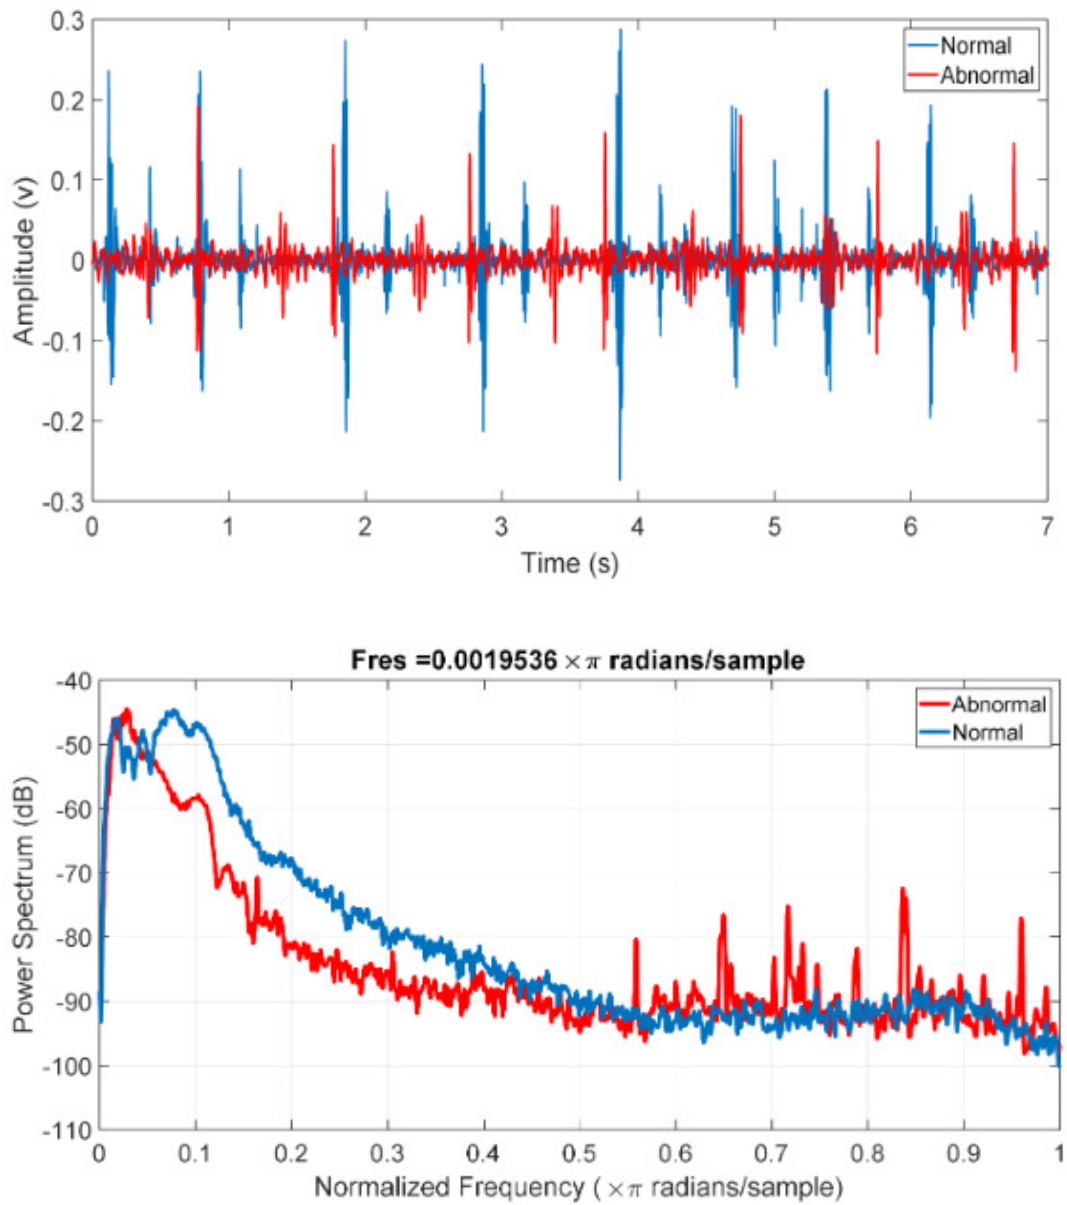 0.3
0.2
0.1
0
-0.1
-0.2
-0.3
Amplitude (v)
Normal
Abnormal
0 1 2 3 4 5 6 7
Time (s)
Fres =0.0019536 ×π radians/sample
-40
-50
-60
-70
-80
-90
-100
-110
Power Spectrum (dB)
Abnormal
Normal
0 0.1 0.2 0.3 0.4 0.5 0.6 0.7 0.8 0.9 1
Normalized Frequency ( ×π radians/sample)